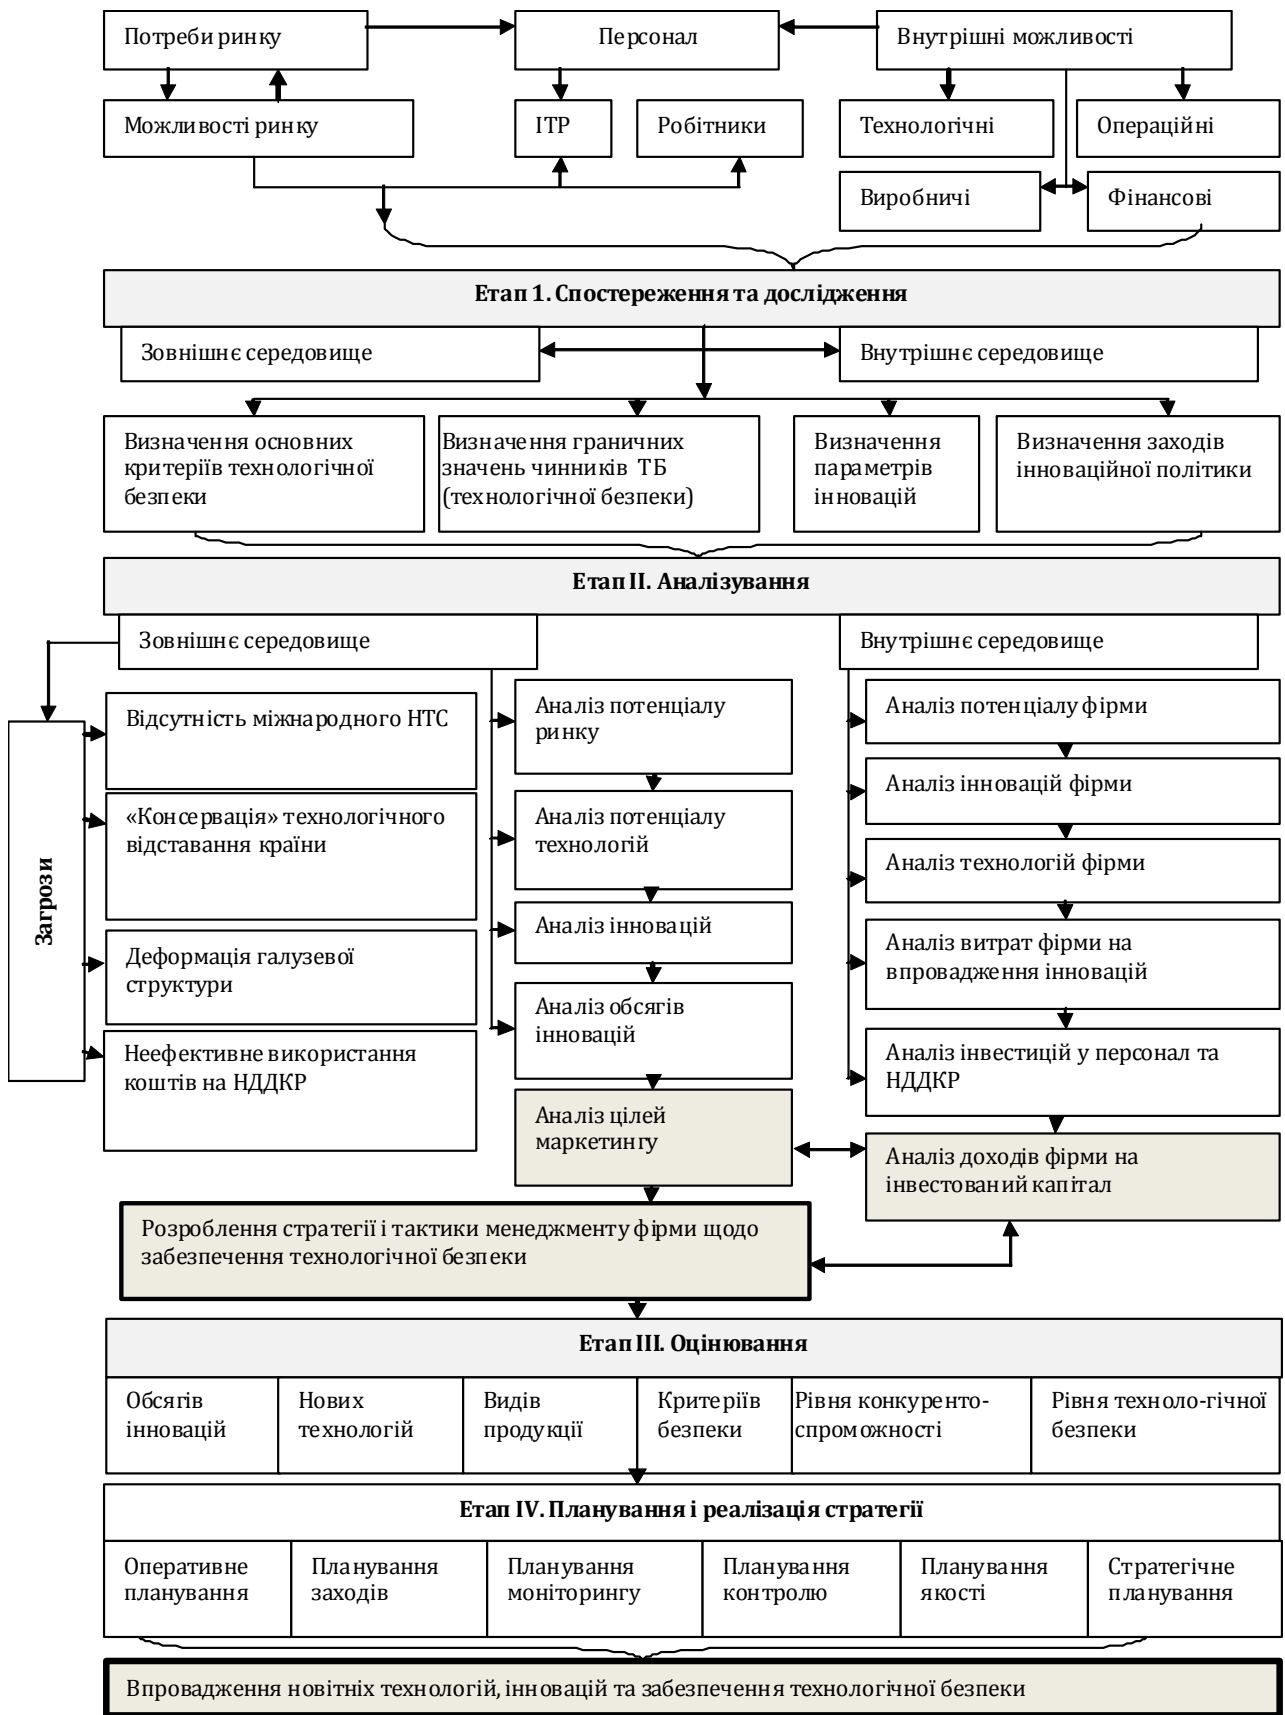 Потреби ринку
Персонал
Внутрішні можливості
Можливості ринку
ІТР
Робітники
Технологічні
Операційні
Виробничі
Фінансові
Етап 1. Спостереження та дослідження
Зовнішнє середовище
Внутрішнє середовище
Визначення основних
критеріїв технологічної
безпеки
Визначення граничних
значень чинників ТБ
(технологічної безпеки)
Визначення
параметрів
інновацій
Визначення заходів
інноваційної політики
Етап ІІ. Аналізування
Зовнішнє середовище
Внутрішнє середовище
Загрози
Відсутність міжнародного НТС
«Консервація» технологічного
відставання країни
Деформація галузевої
структури
Неефективне використання
коштів на НДДКР
Аналіз потенціалу
ринку
Аналіз потенціалу
технологій
Аналіз інновацій
Аналіз обсягів
інновацій
Аналіз цілей
маркетингу
Аналіз потенціалу фірми
Аналіз інновацій фірми
Аналіз технологій фірми
Аналіз витрат фірми на
впровадження інновацій
Аналіз інвестицій у персонал та
НДДКР
Аналіз доходів фірми на
інвестований капітал
Розроблення стратегії і тактики менеджменту фірми щодо
забезпечення технологічної безпеки
Етап ІІІ. Оцінювання
Обсягів
інновацій
Нових
технологій
Видів
продукції
Критеріїв
безпеки
Рівня конкуренто-
спроможності
Рівня техноло-гічної
безпеки
Етап IV. Планування і реалізація стратегії
Оперативне
планування
Планування
заходів
Планування
моніторингу
Планування
контролю
Планування
якості
Стратегічне
планування
Впровадження новітніх технологій, інновацій та забезпечення технологічної безпеки